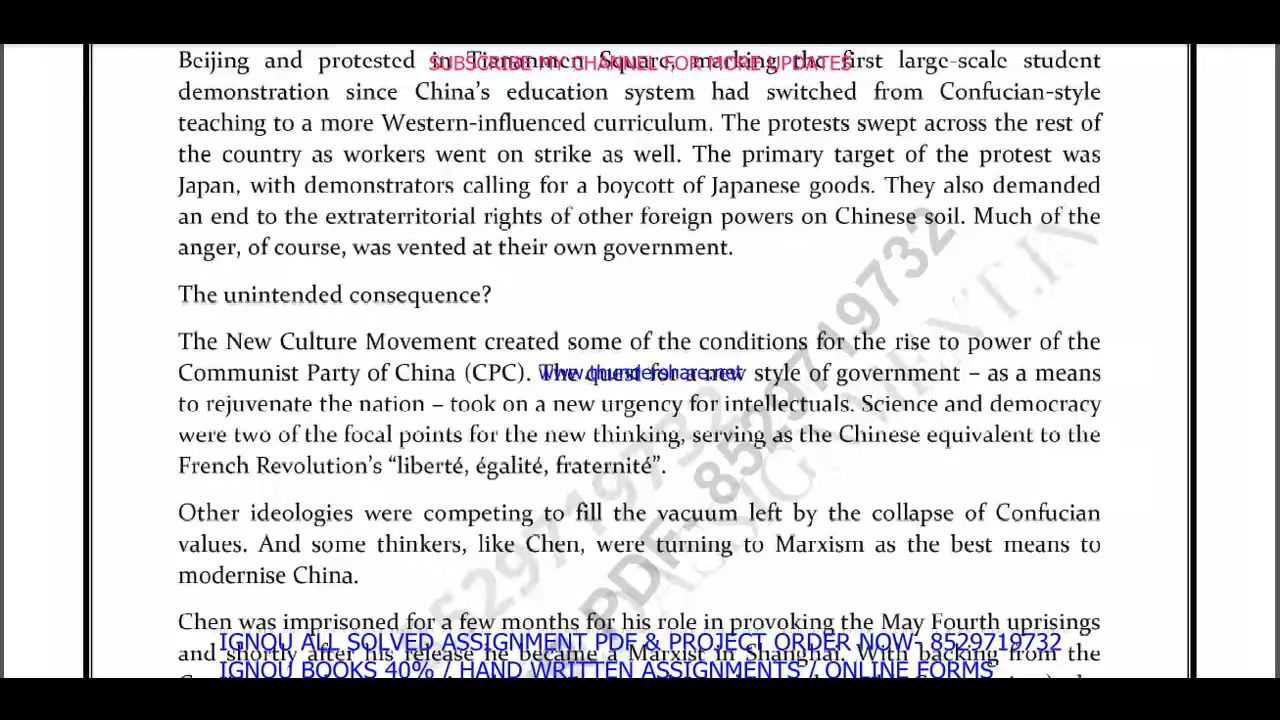 Beijing and protested in Tiananmen Square, marking the first large-scale student
SUBSCRIBE MY CHANNEL FOR MORE UPDATES
demonstration since China's education system had switched from Confucian-style
teaching to a more Western-influenced curriculum. The protests swept across the rest of
the country as workers went on strike as well. The primary target of the protest was
Japan, with demonstrators calling for a boycott of Japanese goods. They also demanded
an end to the extraterritorial rights of other foreign powers on Chinese soil. Much of the
anger, of course, was vented at their own government.
The unintended consequence?
The New Culture Movement created some of the conditions for the rise to power of the
Communist Party of China (CPC). The quest for a new style of government – as a means
www.thundershare.net
to rejuvenate the nation – took on a new urgency for intellectuals. Science and democracy
were two of the focal points for the new thinking, serving as the Chinese equivalent to the
French Revolution's “liberté, égalité, fraternité”.
Other ideologies were competing to fill the vacuum left by the collapse of Confucian
values. And some thinkers, like Chen, were turning to Marxism as the best means to
modernise China.
Chen was imprisoned for a few months for his role in provoking the May Fourth uprisings
IGNOU ALL SOLVED ASSIGNMENT PDF & PROJECT ORDER NOW- 8529719732
and shortly after his release he became a Marxist in Shanghai. With backing from the
IGNOU BOOKS 40% / HAND WRITTEN ASSIGNMENTS / ONLINE FORMS
PDF- 8529719732
8529719732
ASSIGNMENT.IN